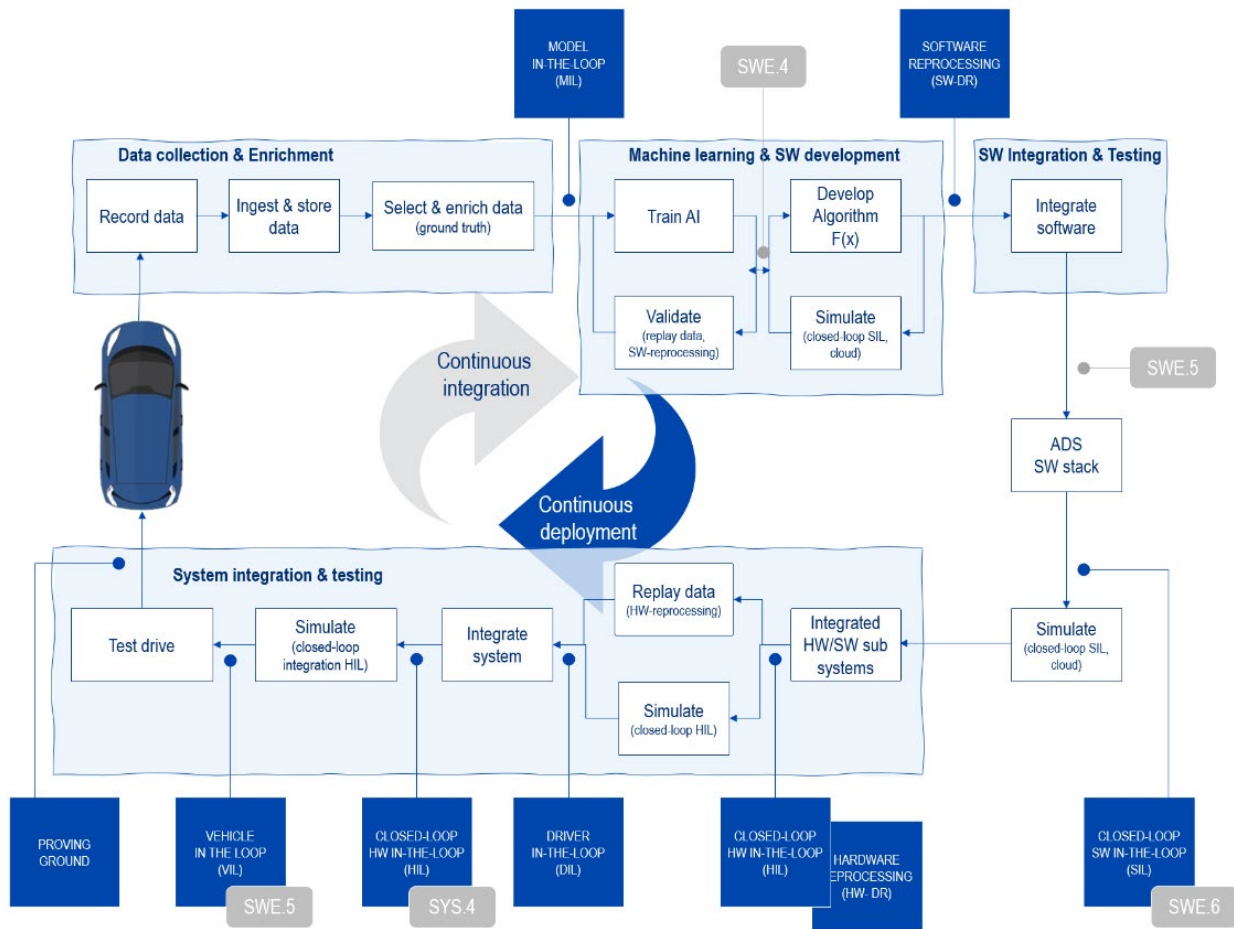 MODEL
IN-THE-LOOP
(MIL)
SWE.4
SOFTWARE
REPROCESSING
(SW-DR)
Data collection & Enrichment
Record data
Ingest & store
data
Select & enrich data
(ground truth)
Machine learning & SW development
Train AI
Develop
Algorithm
F(x)
Validate
(replay data,
SW-reprocessing)
Simulate
(closed-loop SIL,
cloud)
SW Integration & Testing
Integrate
software
SWE.5
Continuous
integration
Continuous
deployment
ADS
SW stack
System integration & testing
Test drive
Simulate
(closed-loop
integration HIL)
Integrate
system
Replay data
(HW-reprocessing)
Simulate
(closed-loop HIL)
Integrated
HW/SW sub
systems
Simulate
(closed-loop SIL,
cloud)
PROVING
GROUND
VEHICLE
IN THE LOOP
(VIL)
SWE.5
CLOSED-LOOP
HW IN-THE-LOOP
(HIL)
SYS.4
DRIVER
IN-THE-LOOP
(DIL)
CLOSED-LOOP
HW IN-THE-LOOP
(HIL)
HARDWARE
EPROCESSING
(HW- DR)
CLOSED-LOOP
SW IN-THE-LOOP
(SIL)
SWE.6